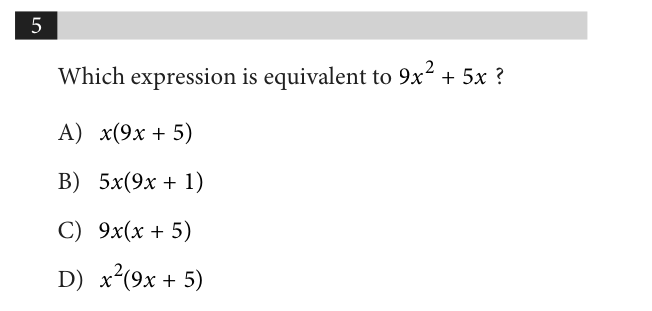 5
Which expression is equivalent to 9x² + 5x ?
A) x(9x + 5)
B) 5x(9x + 1)
C) 9x(x + 5)
D) x²(9x + 5)